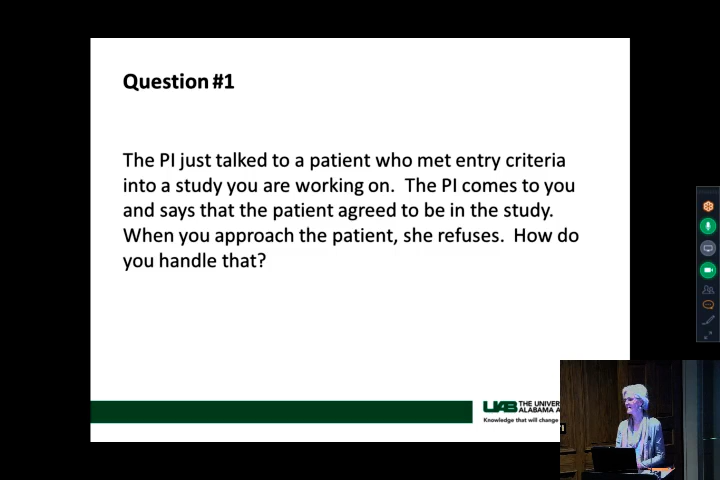 Question #1
The PI just talked to a patient who met entry criteria
into a study you are working on.  The PI comes to you
and says that the patient agreed to be in the study.
When you approach the patient, she refuses.  How do
you handle that?
UAB THE UNIVER
ALABAMA A
Knowledge that will change